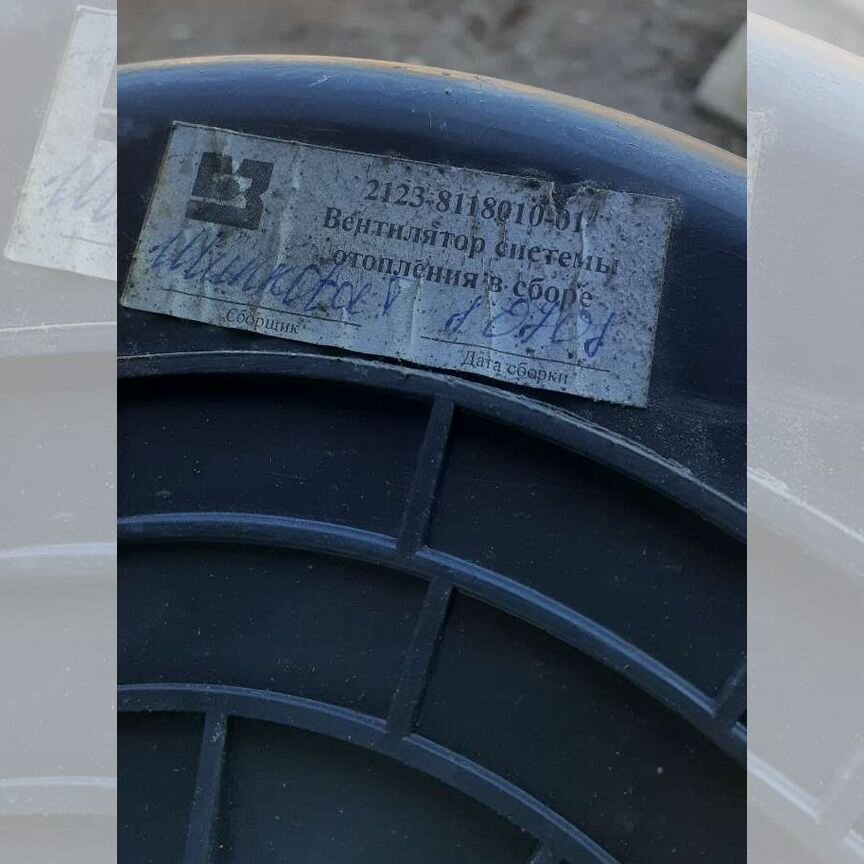 2123-8118010-01
Вентилятор системы
отопления в сборе
Сборщик
Дата сборки